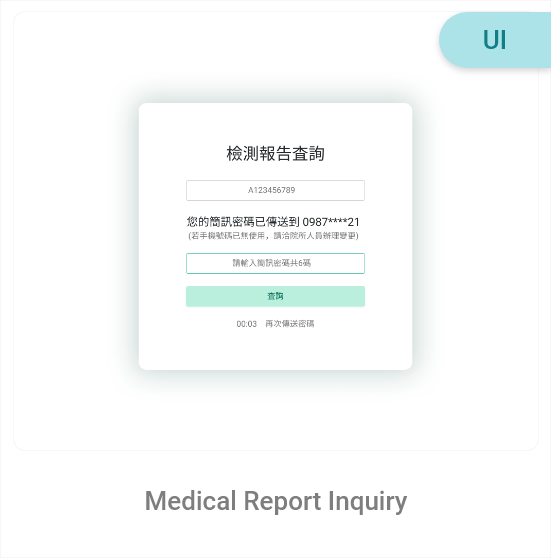 UI
檢測報告查詢
A123456789
您的簡訊密碼已傳送到 0987****21
(若手機號碼已無使用，請洽院所人員辦理變更)
請輸入簡訊密碼共6碼
查詢
00:03 再次傳送密碼
Medical Report Inquiry